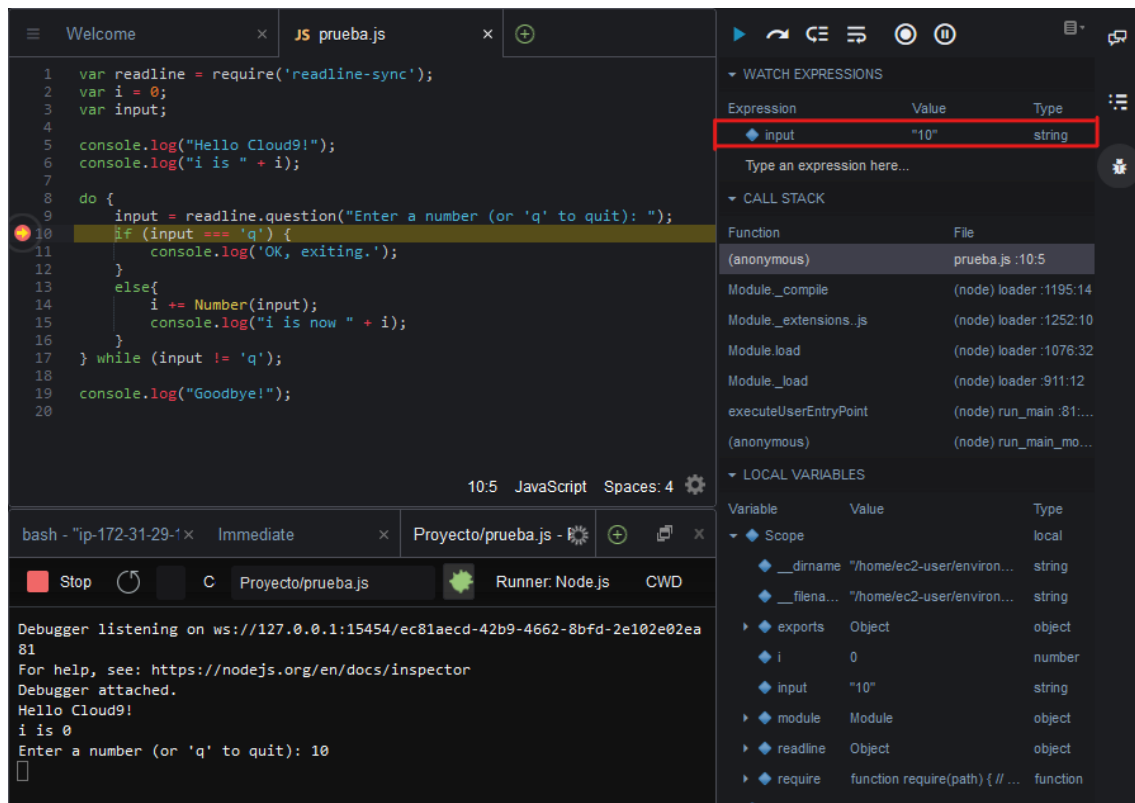 Welcome
JS prueba.js
1 var readline = require('readline-sync');
2 var i = 0;
3 var input;
4
5 console.log("Hello Cloud9!");
6 console.log("i is " + i);
7
8 do {
9 input = readline.question("Enter a number (or 'q' to quit): ");
10 if (input === 'q') {
11 console.log('OK, exiting.');
12 }
13 else{
14 i += Number(input);
15 console.log("i is now " + i);
16 }
17 } while (input != 'q');
18
19 console.log("Goodbye!");
20
10:5 JavaScript Spaces: 4
bash - "ip-172-31-29-1 Immediate Proyecto/prueba.js -
Stop C Proyecto/prueba.js Runner: Node.js CWD
Debugger listening on ws://127.0.0.1:15454/ec81aecd-42b9-4662-8bfd-2e102e02ea
81
For help, see: https://nodejs.org/en/docs/inspector
Debugger attached.
Hello Cloud9!
i is 0
Enter a number (or 'q' to quit): 10
WATCH EXPRESSIONS
Expression Value Type
input "10" string
Type an expression here...
CALL STACK
Function File
(anonymous) prueba.js :10:5
Module._compile (node) loader :1195:14
Module._extensions..js (node) loader :1252:10
Module.load (node) loader :1076:32
Module._load (node) loader :911:12
executeUserEntryPoint (node) run_main :81:...
(anonymous) (node) run_main_mo...
LOCAL VARIABLES
Variable Value Type
Scope local
__dirname "/home/ec2-user/environ... string
__filena... "/home/ec2-user/environ... string
exports Object object
i 0 number
input "10" string
module Module object
readline Object object
require function require(path) { // ... function